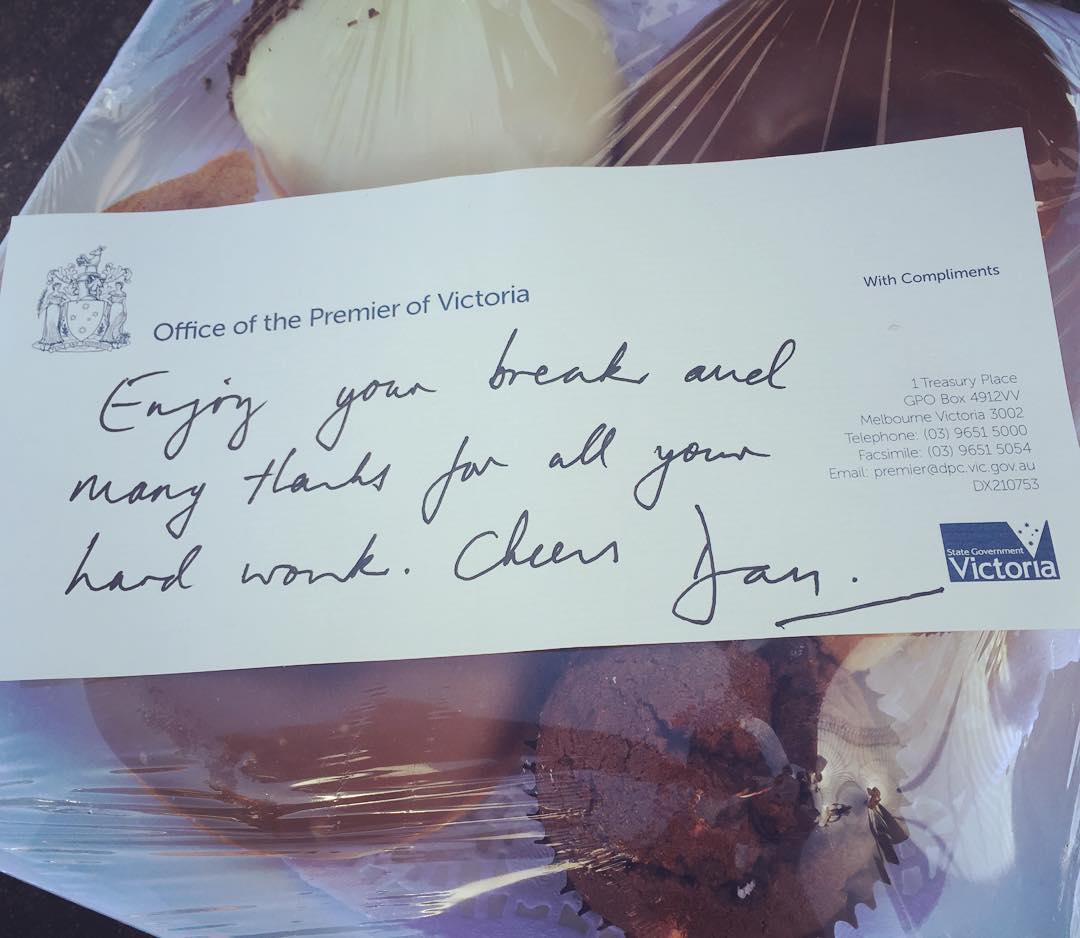 Office of the Premier of Victoria
With Compliments
Enjoy your break and
many thanks for all your
hard work. Cheers Dan.
1 Treasury Place
GPO Box 4912VV
Melbourne Victoria 3002
Telephone: (03) 9651 5000
Facsimile: (03) 9651 5054
Email: premier@dpc.vic.gov.au
DX210753
State Government
Victoria